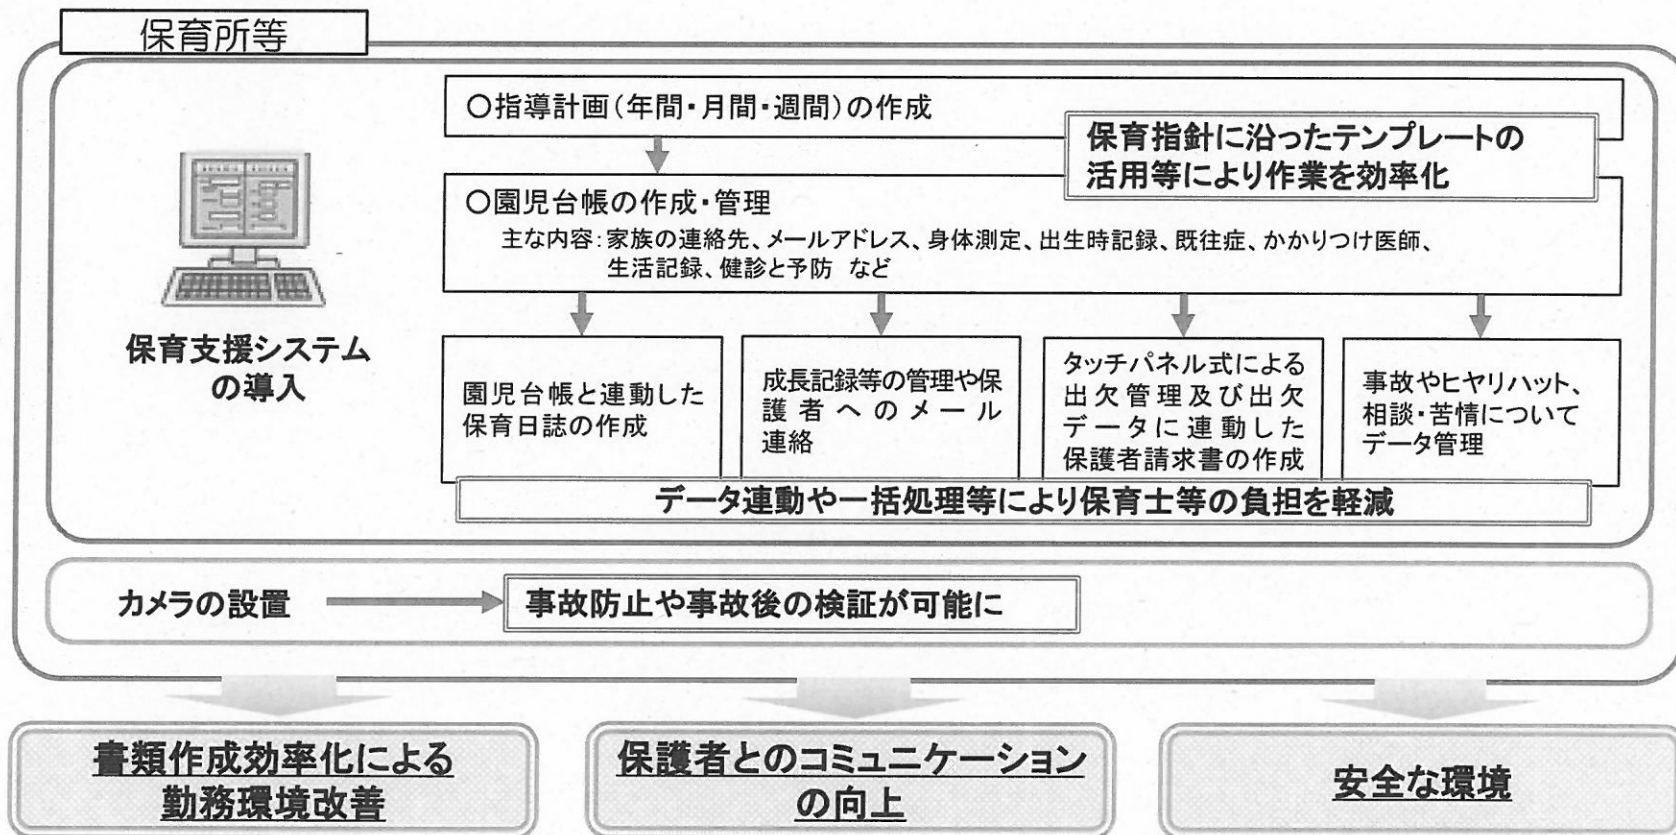 保育所等
○指導計画(年間・月間・週間)の作成
保育指針に沿ったテンプレートの
活用等により作業を効率化
○園児台帳の作成・管理
主な内容:家族の連絡先、メールアドレス、身体測定、出生時記録、既往症、かかりつけ医師、
生活記録、健診と予防 など
保育支援システム
の導入
園児台帳と連動した
保育日誌の作成
成長記録等の管理や保
護者へのメール
連絡
タッチパネル式による
出欠管理及び出欠
データに連動した
保護者請求書の作成
事故やヒヤリハット、
相談・苦情について
データ管理
データ連動や一括処理等により保育士等の負担を軽減
カメラの設置
事故防止や事故後の検証が可能に
書類作成効率化による
勤務環境改善
保護者とのコミュニケーション
の向上
安全な環境